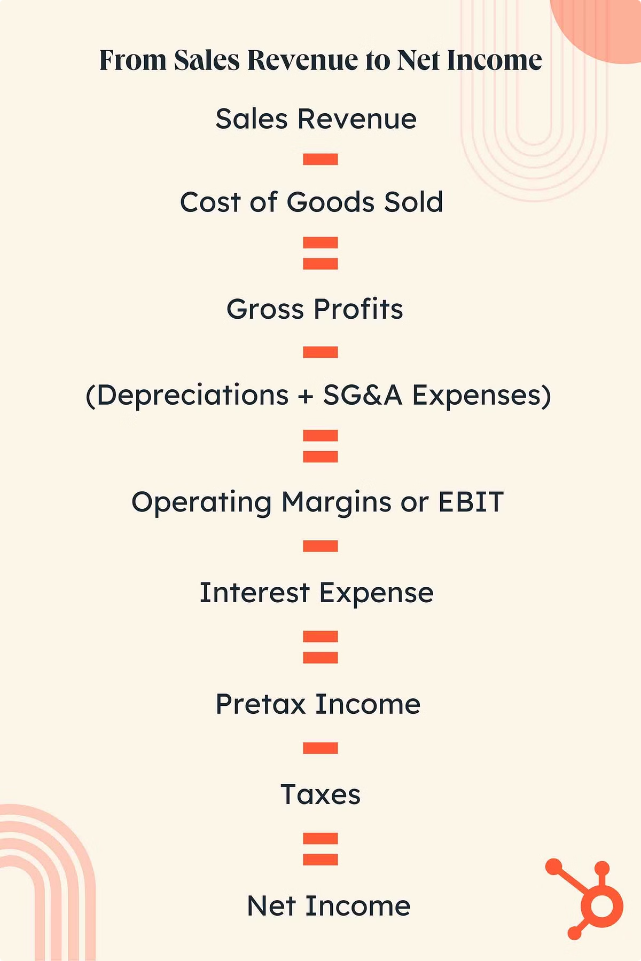 From Sales Revenue to Net Income
Sales Revenue
−
Cost of Goods Sold
=
Gross Profits
−
(Depreciations + SG&A Expenses)
=
Operating Margins or EBIT
−
Interest Expense
=
Pretax Income
−
Taxes
=
Net Income